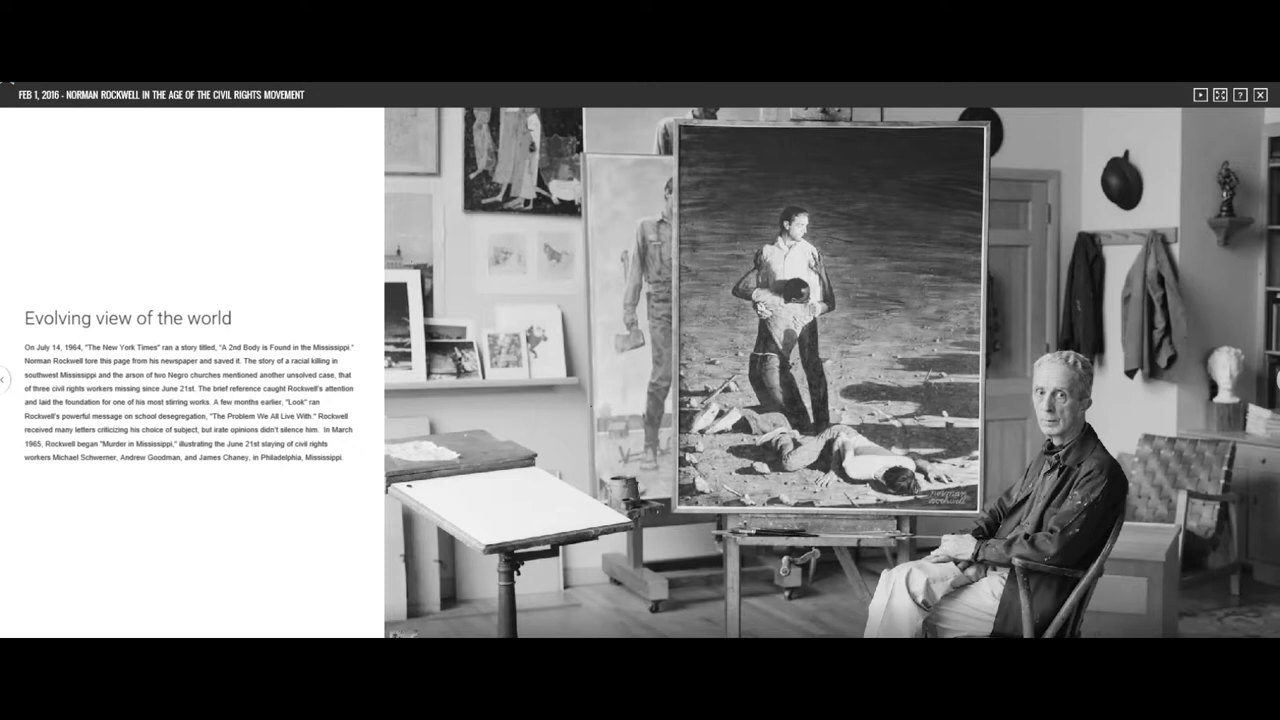 FEB 1, 2016 - NORMAN ROCKWELL IN THE AGE OF THE CIVIL RIGHTS MOVEMENT
?
Evolving view of the world
On July 14, 1964, "The New York Times" ran a story titled, "A 2nd Body is Found in the Mississippi."
Norman Rockwell tore this page from his newspaper and saved it. The story of a racial killing in
southwest Mississippi and the arson of two Negro churches mentioned another unsolved case, that
of three civil rights workers missing since June 21st. The brief reference caught Rockwell's attention
and laid the foundation for one of his most stirring works. A few months earlier, "Look" ran
Rockwell's powerful message on school desegregation, "The Problem We All Live With." Rockwell
received many letters criticizing his choice of subject, but irate opinions didn't silence him. In March
1965, Rockwell began "Murder in Mississippi," illustrating the June 21st slaying of civil rights
workers Michael Schwerner, Andrew Goodman, and James Chaney, in Philadelphia, Mississippi.
Norman
Rockwell